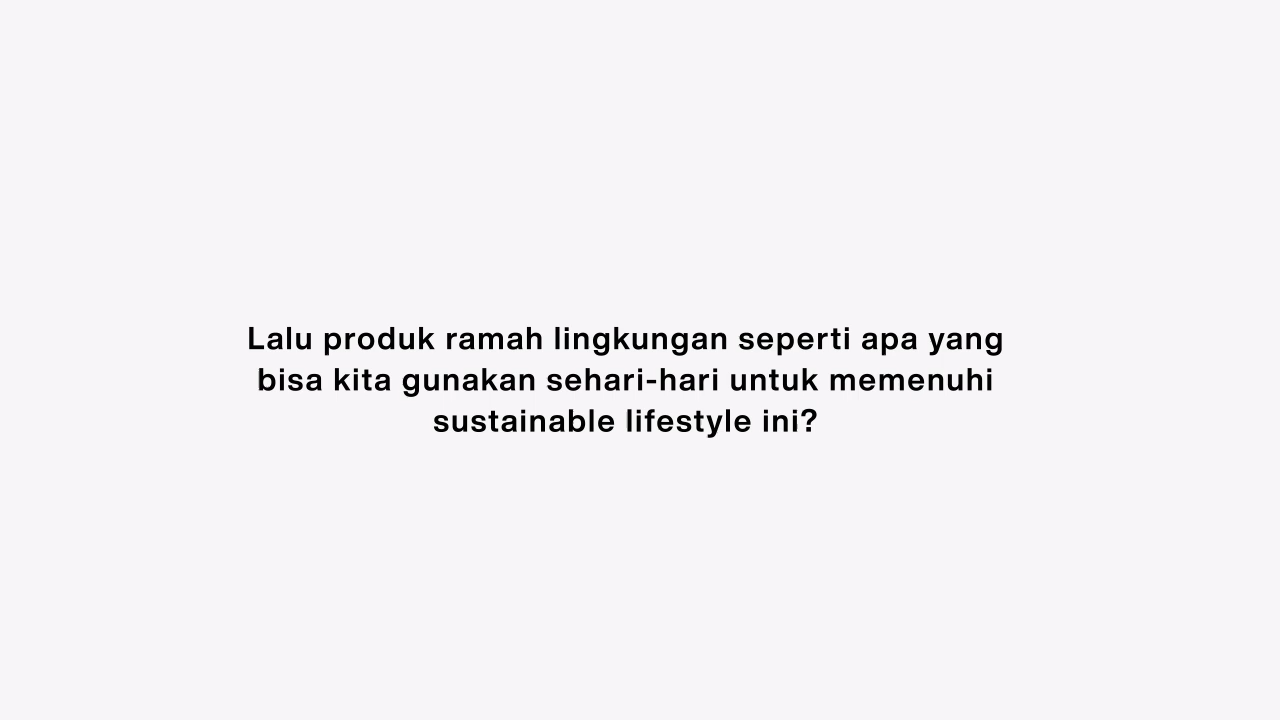 Lalu produk ramah lingkungan seperti apa yang
bisa kita gunakan sehari-hari untuk memenuhi
sustainable lifestyle ini?